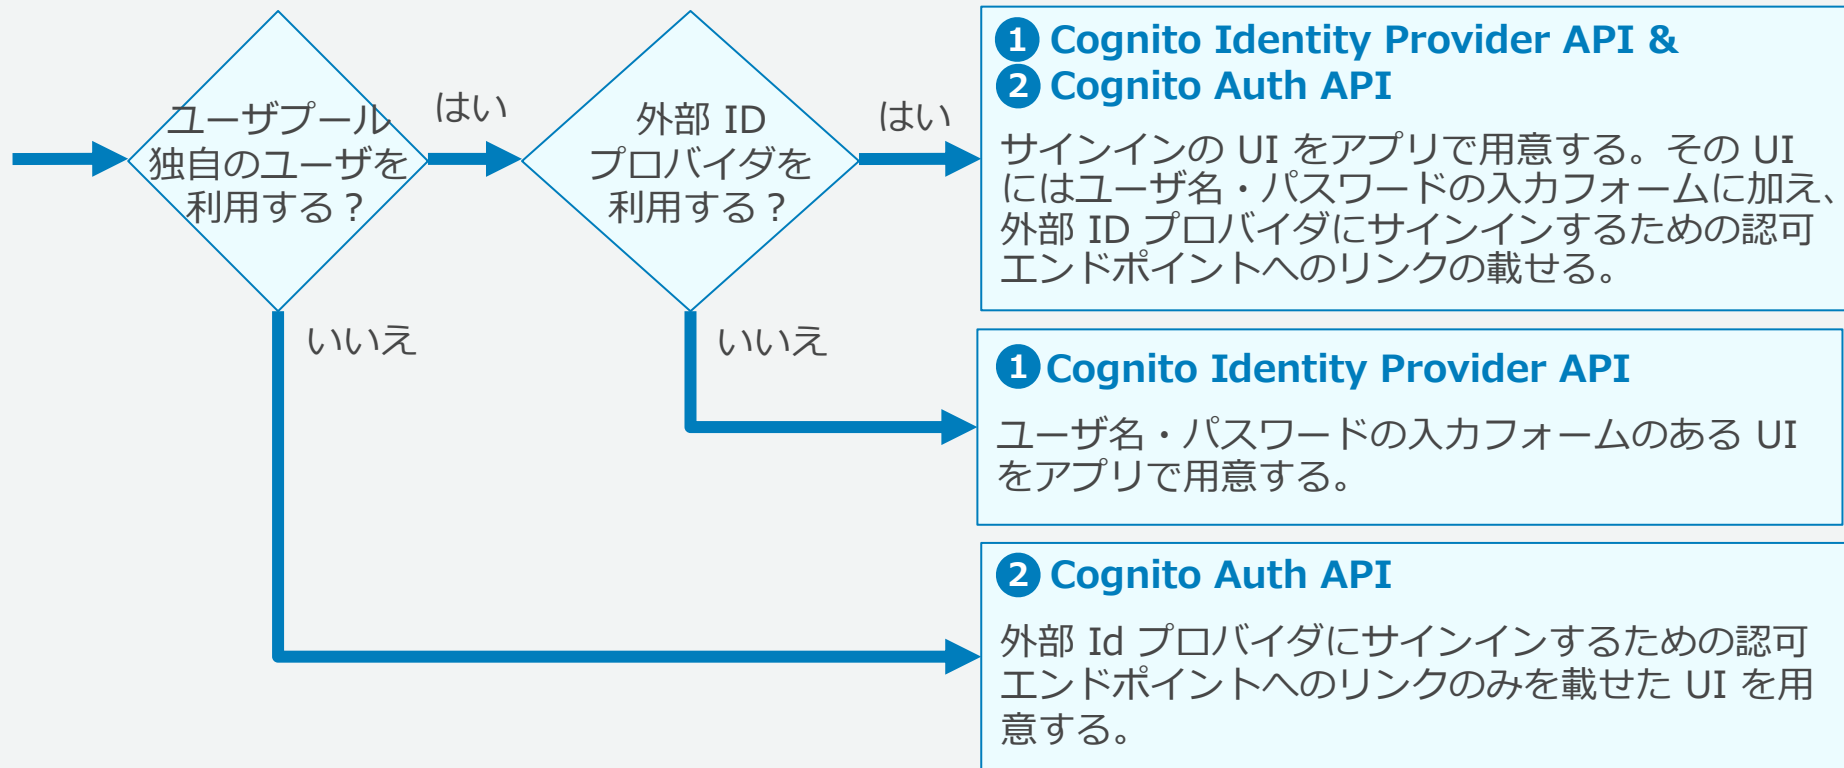 ユーザプール
独自のユーザを
利用する？
はい
外部 ID
プロバイダを
利用する？
はい
いいえ
いいえ
1 Cognito Identity Provider API &
2 Cognito Auth API
サインインの UI をアプリで用意する。その UI
にはユーザ名・パスワードの入力フォームに加え、
外部 ID プロバイダにサインインするための認可
エンドポイントへのリンクの載せる。
1 Cognito Identity Provider API
ユーザ名・パスワードの入力フォームのある UI
をアプリで用意する。
2 Cognito Auth API
外部 Id プロバイダにサインインするための認可
エンドポイントへのリンクのみを載せた UI を用
意する。